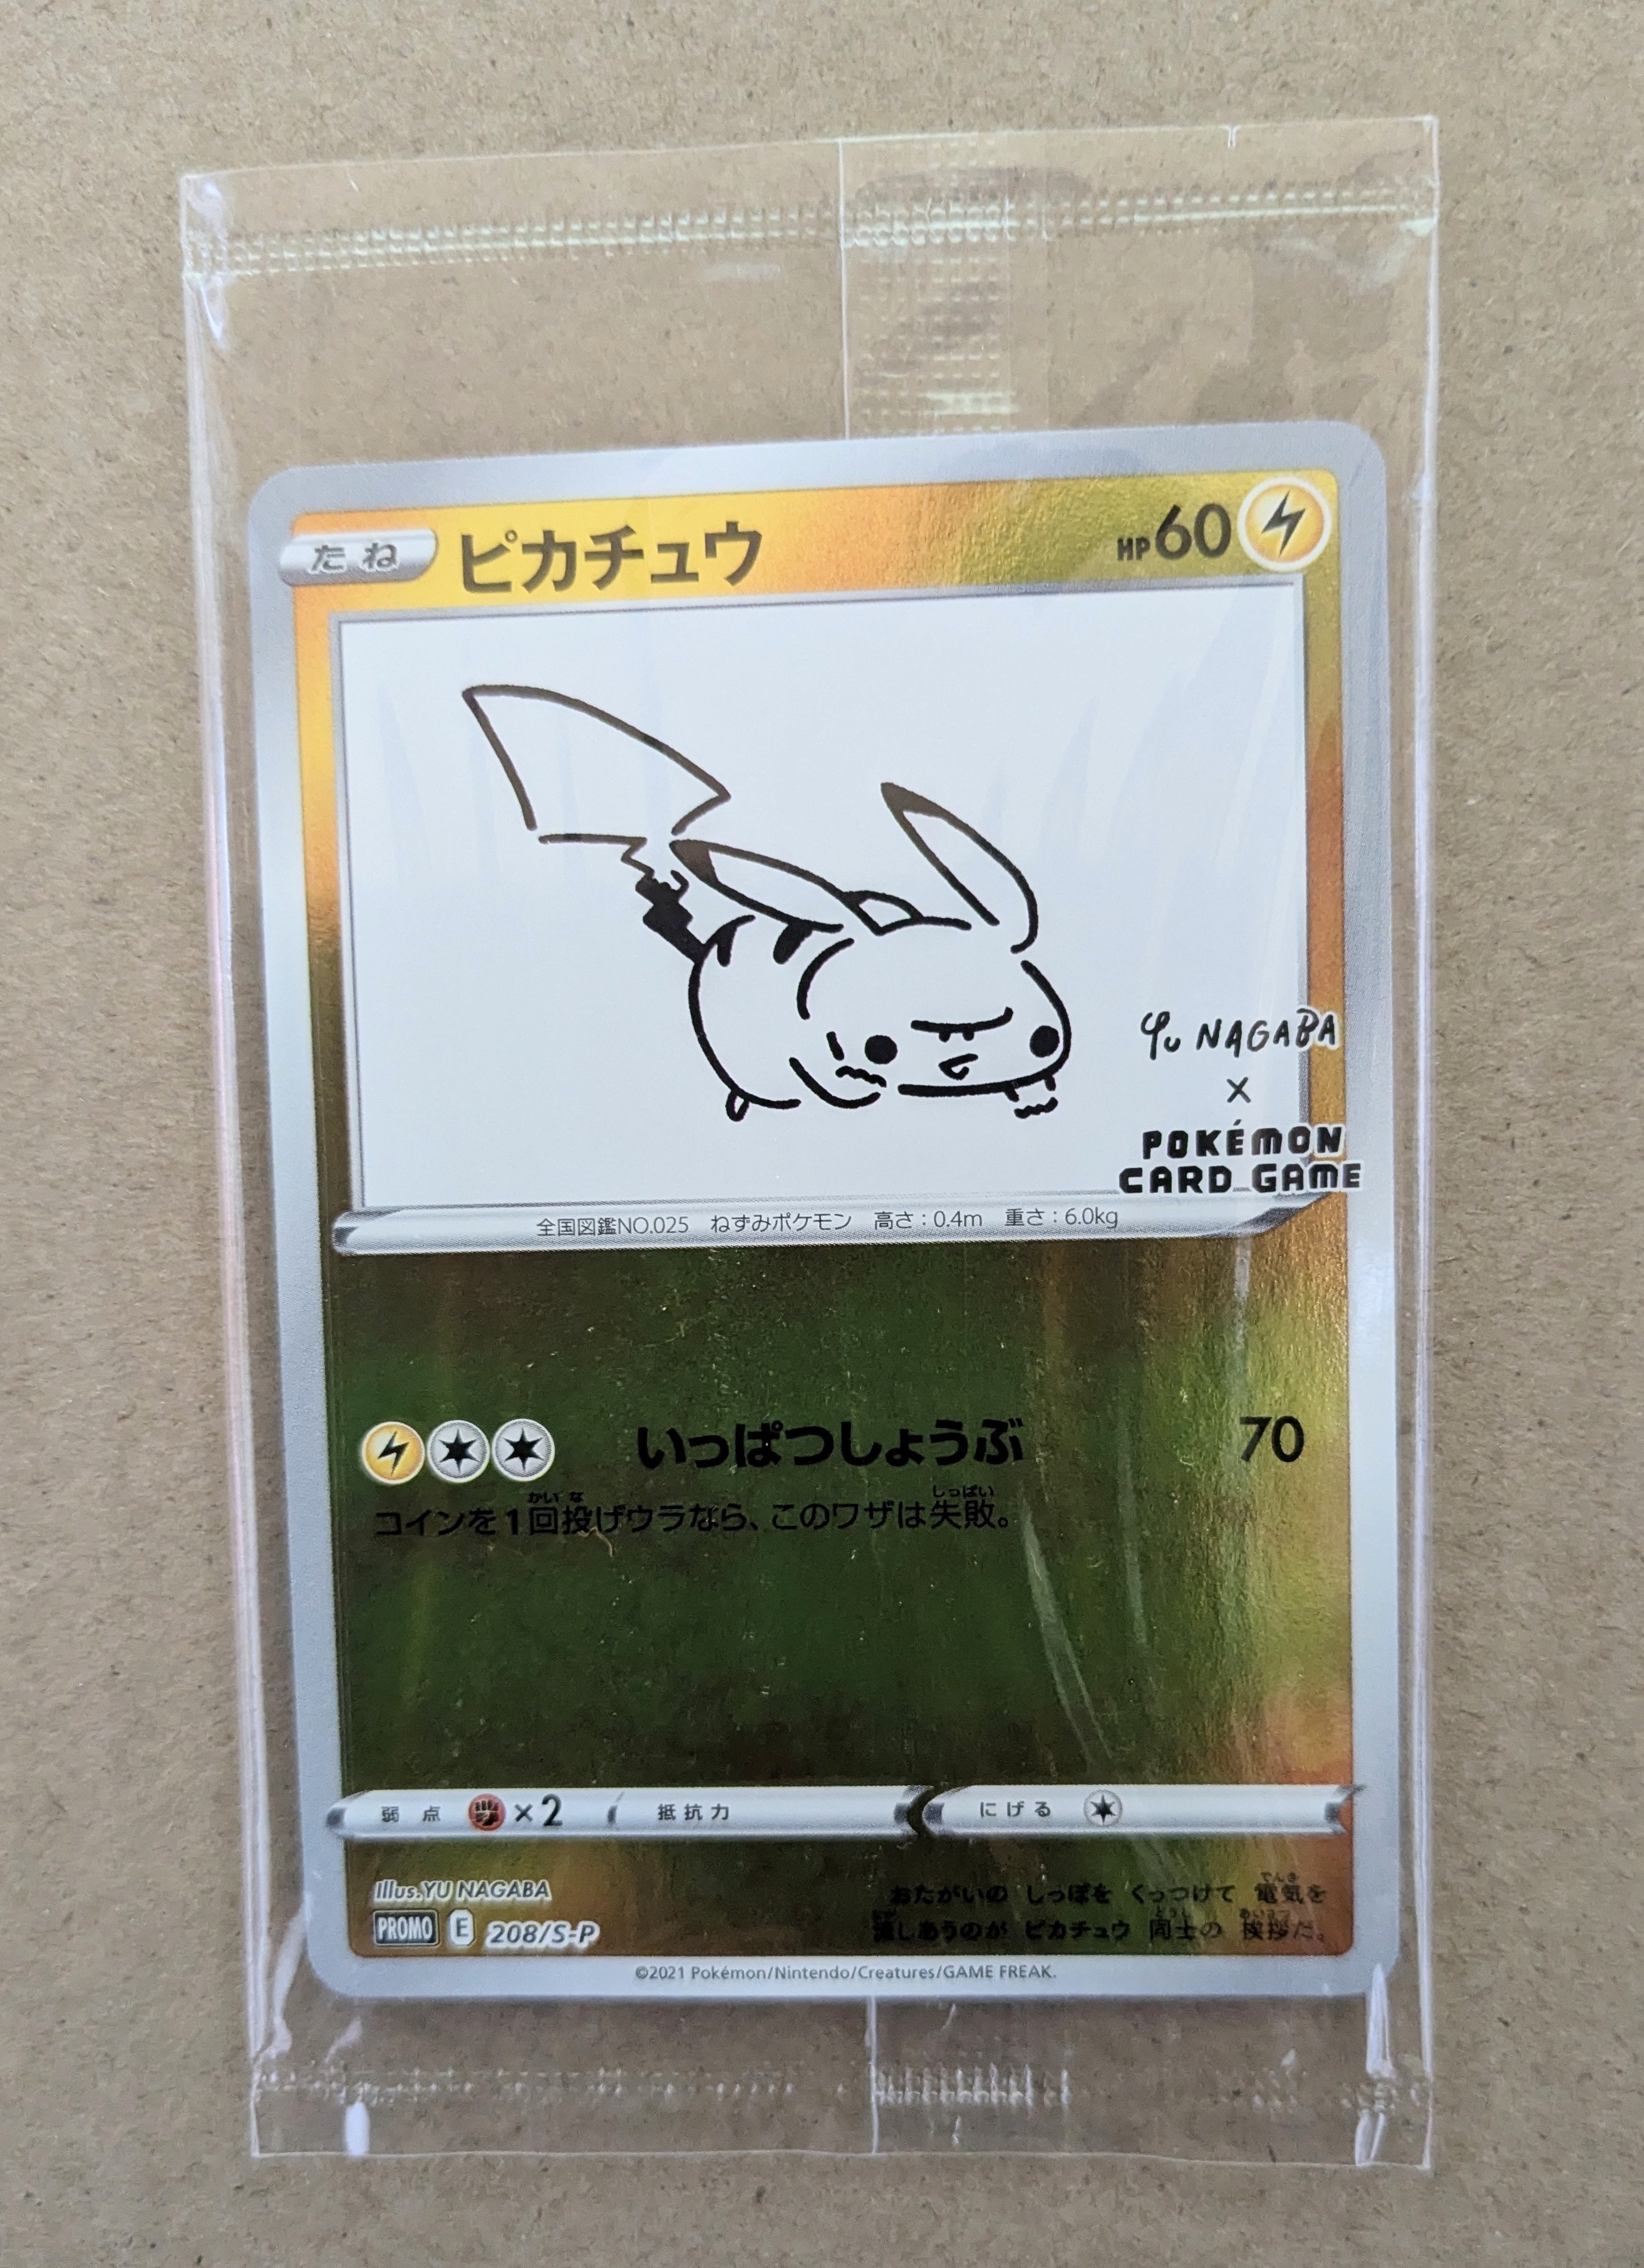 たね ピカチュウ HP60
Yu NAGABA
×
POKÉMON
CARD GAME
全国図鑑NO.025 ねずみポケモン 高さ:0.4m 重さ:6.0kg
いっぱつしょうぶ 70
コインを1回投げウラなら、このワザは失敗。
弱点 ×2 抵抗力 にげる
Illus.YU NAGABA
PROMO E 208/S-P
おたがいの しっぽを くっつけて 電気を
流しあうのが ピカチュウ 同士の 挨拶だ。
©2021 Pokémon/Nintendo/Creatures/GAME FREAK.